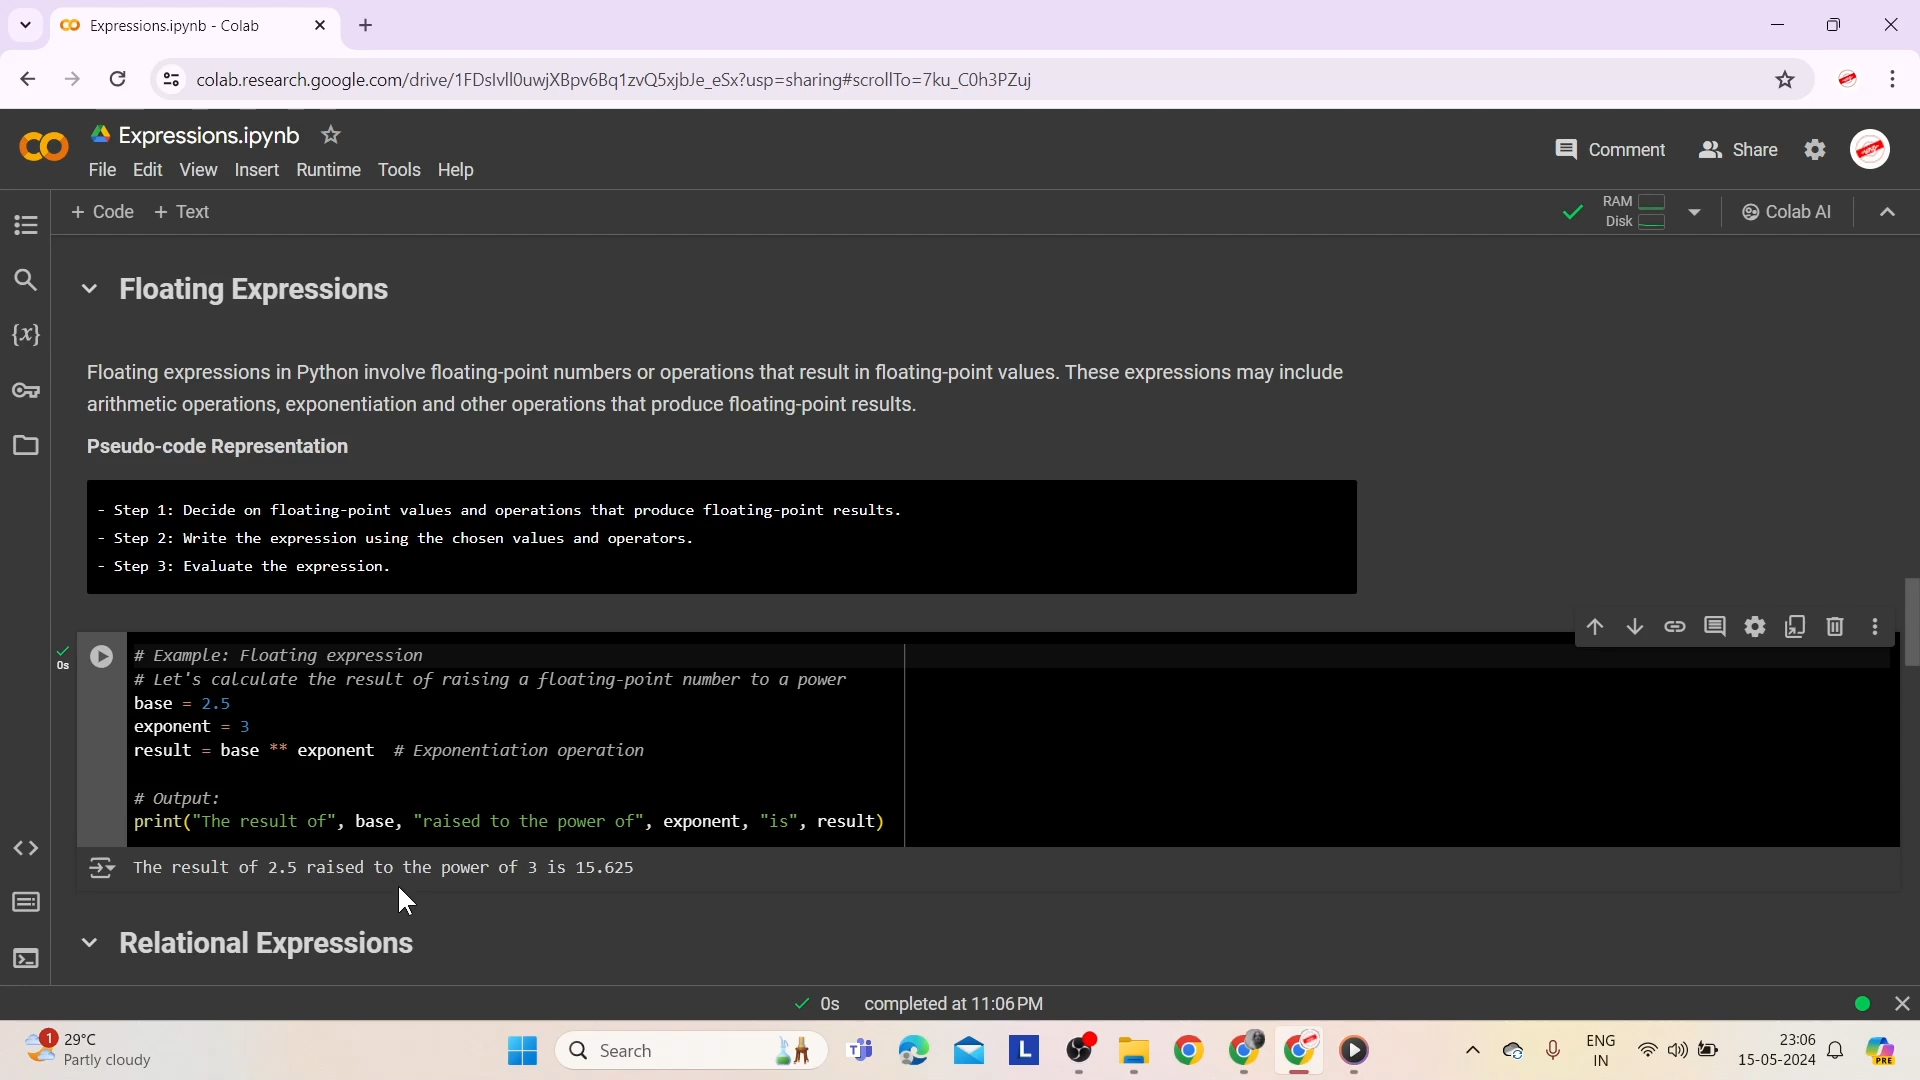 Expressions.ipynb - Colab
colab.research.google.com/drive/1FDsIvll0uwjXBpv6Bq1zvQ5xjbJe_eSx?usp=sharing#scrollTo=7ku_C0h3PZuj
Expressions.ipynb
Comment Share
File Edit View Insert Runtime Tools Help
+ Code + Text
RAM
Disk
Colab AI
{x}
Floating Expressions
Floating expressions in Python involve floating-point numbers or operations that result in floating-point values. These expressions may include
arithmetic operations, exponentiation and other operations that produce floating-point results.
Pseudo-code Representation
- Step 1: Decide on floating-point values and operations that produce floating-point results.
- Step 2: Write the expression using the chosen values and operators.
- Step 3: Evaluate the expression.
0s
# Example: Floating expression
# Let's calculate the result of raising a floating-point number to a power
base = 2.5
exponent = 3
result = base ** exponent  # Exponentiation operation
# Output:
print("The result of", base, "raised to the power of", exponent, "is", result)
The result of 2.5 raised to the power of 3 is 15.625
Relational Expressions
0s completed at 11:06 PM
1
29°C
Partly cloudy
Search
L
ENG
IN
23:06
15-05-2024
PRE